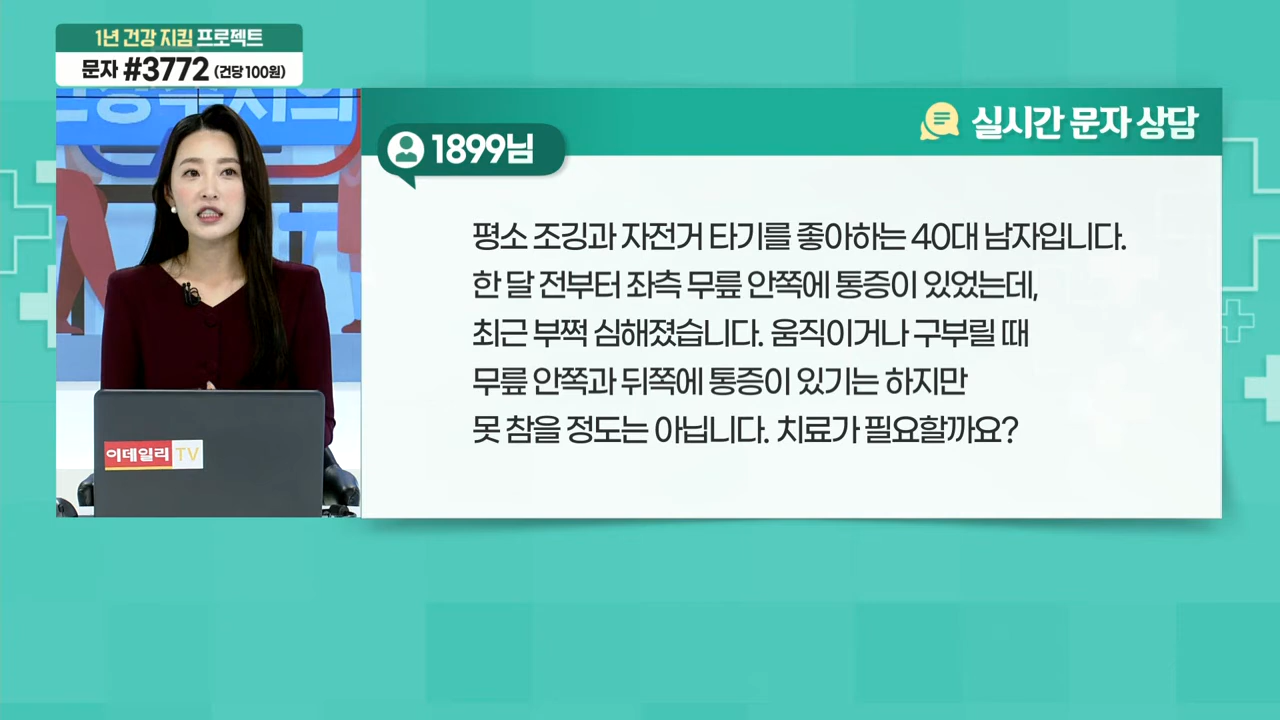 1년 건강 지킴 프로젝트
문자 #3772 (건당 100원)
실시간 문자 상담
1899님
평소 조깅과 자전거 타기를 좋아하는 40대 남자입니다.
한 달 전부터 좌측 무릎 안쪽에 통증이 있었는데,
최근 부쩍 심해졌습니다. 움직이거나 구부릴 때
무릎 안쪽과 뒤쪽에 통증이 있기는 하지만
못 참을 정도는 아닙니다. 치료가 필요할까요?
이데일리 TV